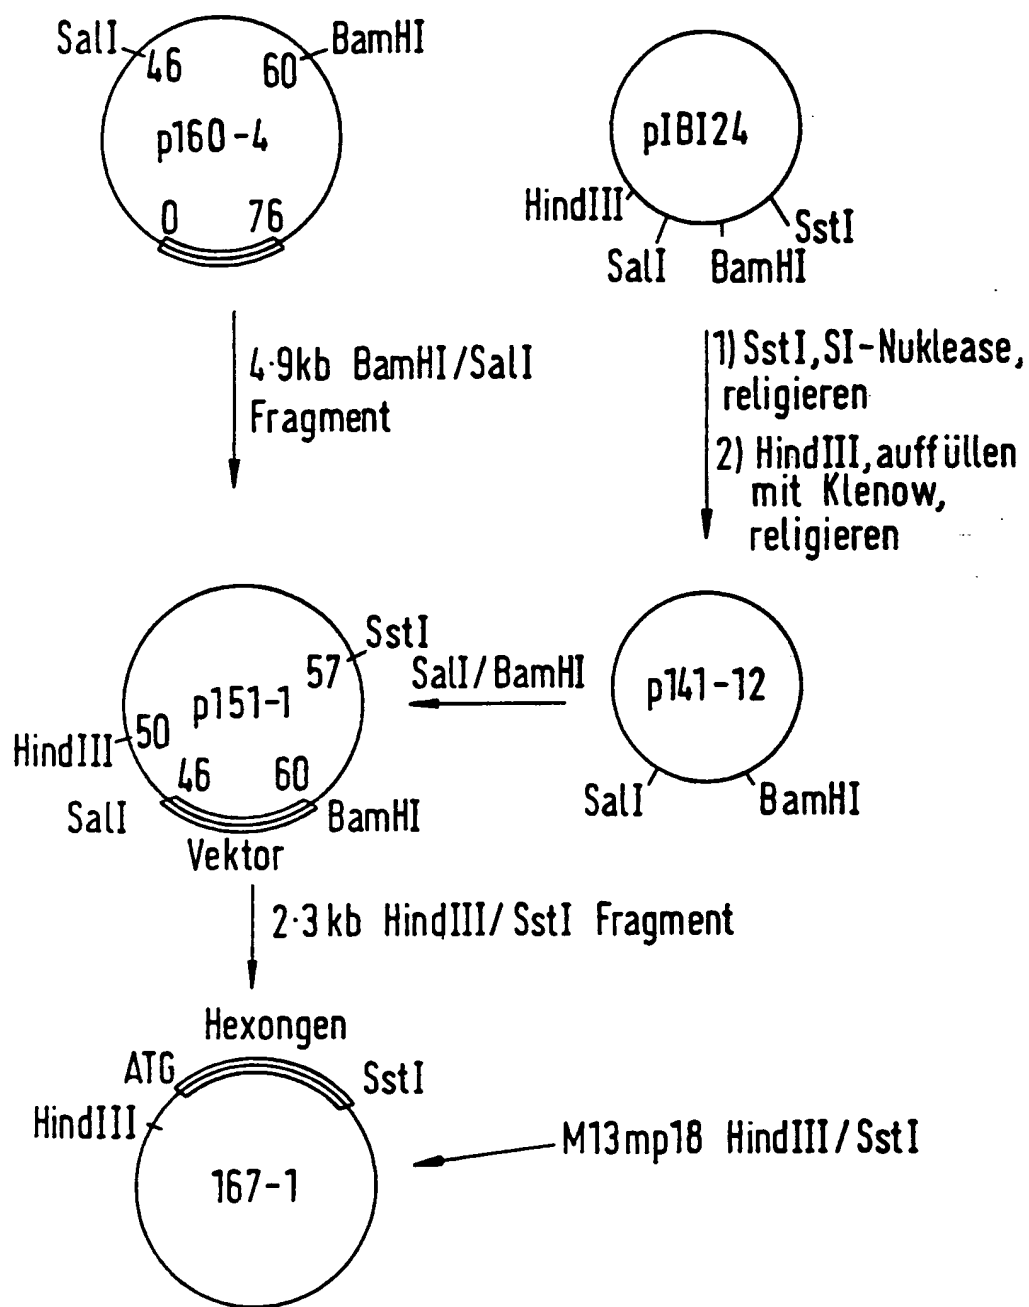 SalI
46
60
BamHI
p160-4
0
76
pIBI24
HindIII
SalI
BamHI
SstI
4·9kb BamHI/SalI
Fragment
1) SstI, SI-Nuklease,
religieren
2) HindIII, auffüllen
mit Klenow,
religieren
SstI
57
p151-1
HindIII
50
46
60
SalI
BamHI
Vektor
SalI/BamHI
p141-12
SalI
BamHI
2·3kb HindIII/SstI Fragment
Hexongen
ATG
SstI
HindIII
167-1
M13mp18 HindIII/SstI